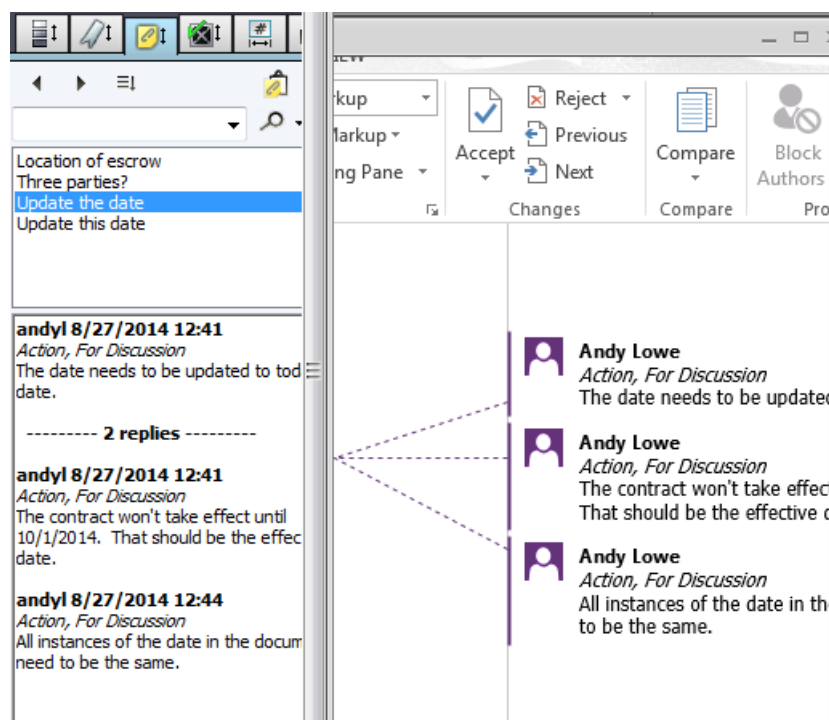 #
Location of escrow
Three parties?
Update the date
Update this date
andyl 8/27/2014 12:41
Action, For Discussion
The date needs to be updated to tod
date.
--------- 2 replies ---------
andyl 8/27/2014 12:41
Action, For Discussion
The contract won't take effect until
10/1/2014. That should be the effec
date.
andyl 8/27/2014 12:44
Action, For Discussion
All instances of the date in the docum
need to be the same.
kup
Markup
ng Pane
Accept
Reject
Previous
Next
Changes
Compare
Compare
Block
Authors
Pro
Andy Lowe
Action, For Discussion
The date needs to be updated
Andy Lowe
Action, For Discussion
The contract won't take effec
That should be the effective
Andy Lowe
Action, For Discussion
All instances of the date in the
to be the same.